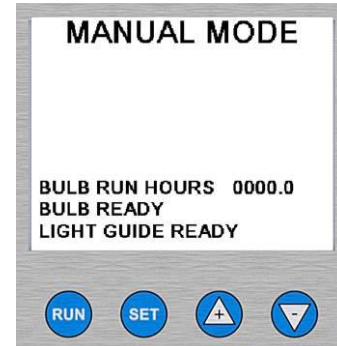 MANUAL MODE
BULB RUN HOURS 0000.0
BULB READY
LIGHT GUIDE READY
RUN SET + -